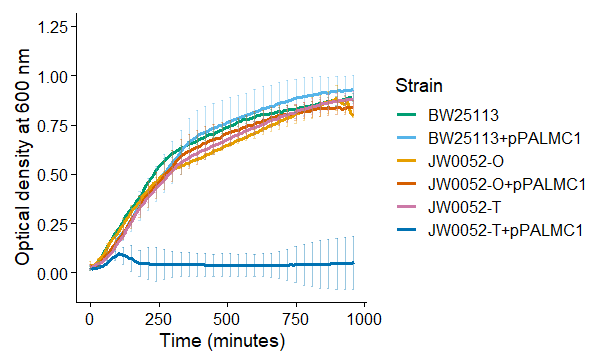 Optical density at 600 nm
1.25
1.00
0.75
0.50
0.25
0.00
0
250
500
750
1000
Time (minutes)
Strain
BW25113
BW25113+pPALMC1
JW0052-O
JW0052-O+pPALMC1
JW0052-T
JW0052-T+pPALMC1